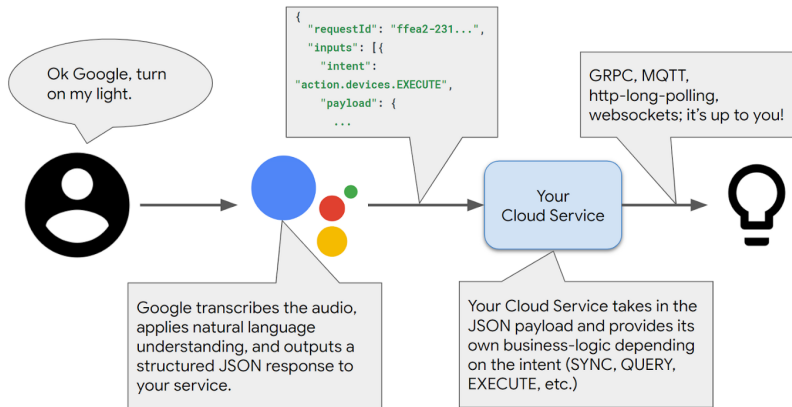 Ok Google, turn
on my light.
{
"requestId": "ffea2-231...",
"inputs": [{
"intent":
"action.devices.EXECUTE",
"payload": {
...
GRPC, MQTT,
http-long-polling,
websockets; it's up to you!
Your
Cloud Service
Google transcribes the audio,
applies natural language
understanding, and outputs a
structured JSON response to
your service.
Your Cloud Service takes in the
JSON payload and provides its
own business-logic depending
on the intent (SYNC, QUERY,
EXECUTE, etc.)